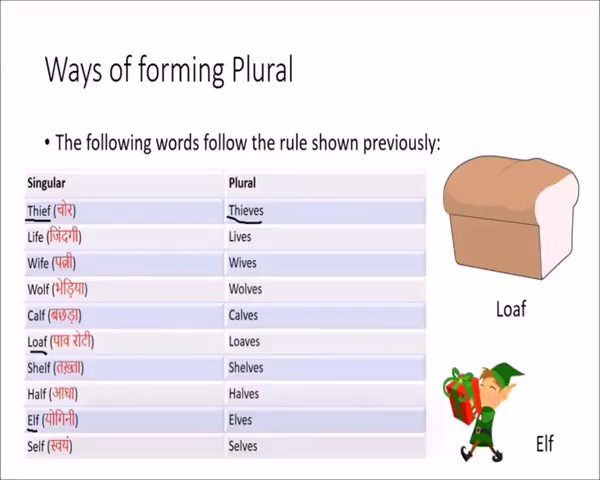 Ways of forming Plural
• The following words follow the rule shown previously:
Singular Plural
Thief (चोर) Thieves
Life (जिंदगी) Lives
Wife (पत्नी) Wives
Wolf (भेड़िया) Wolves
Calf (बछड़ा) Calves
Loaf (पाव रोटी) Loaves
Shelf (तख़्ता) Shelves
Half (आधा) Halves
Elf (योगिनी) Elves
Self (स्वयं) Selves
Loaf
Elf